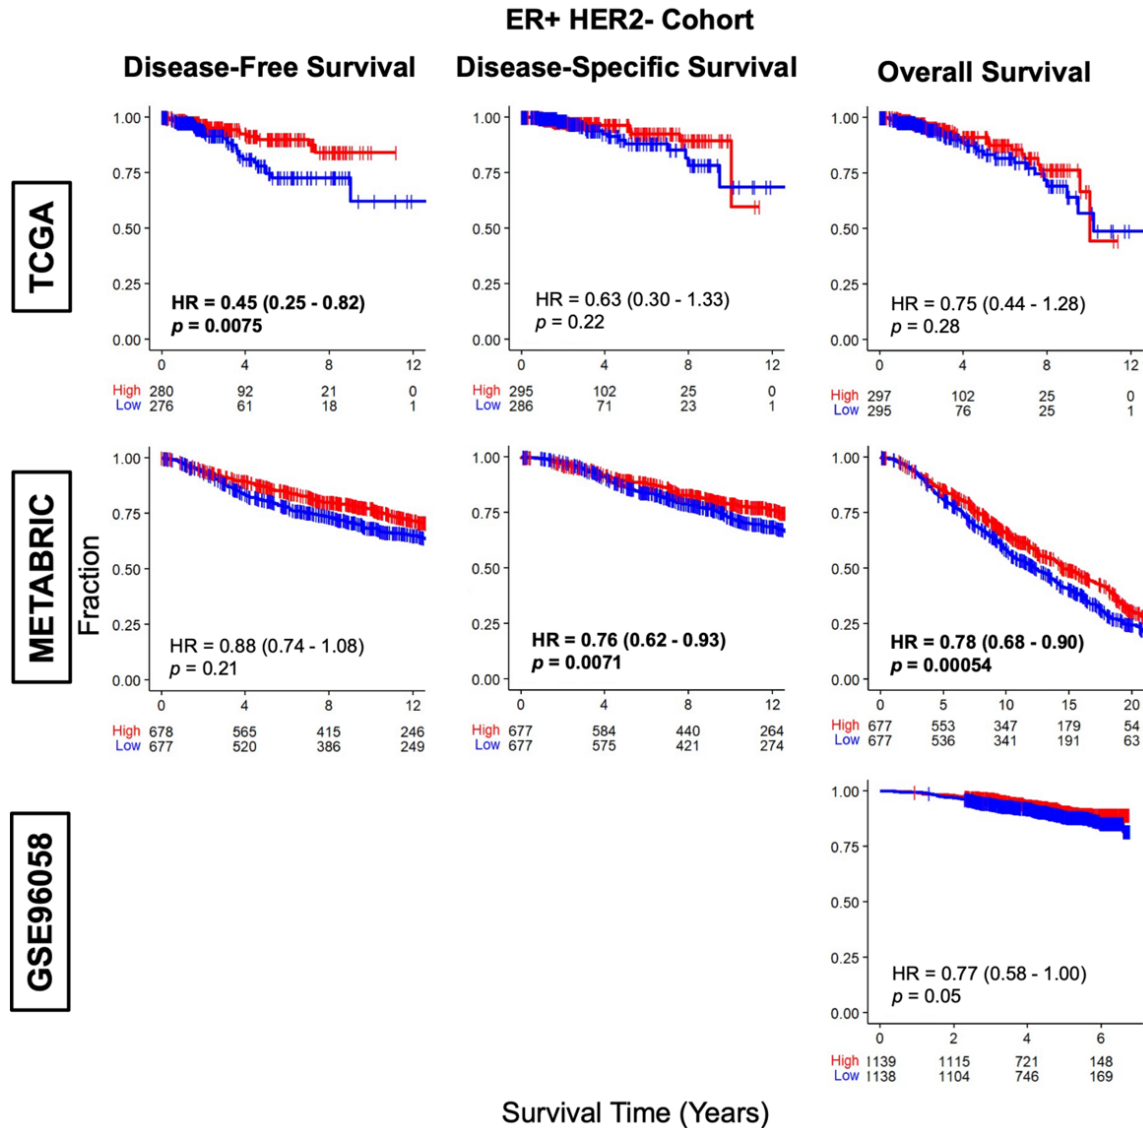 ER+ HER2- Cohort
Disease-Free Survival
Disease-Specific Survival
Overall Survival
TCGA
1.00
0.75
0.50
0.25
0.00
HR = 0.45 (0.25 - 0.82)
p = 0.0075
0 4 8 12
High 280 92 21 0
Low 276 61 18 1
1.00
0.75
0.50
0.25
0.00
HR = 0.63 (0.30 - 1.33)
p = 0.22
0 4 8 12
295 102 25 0
286 71 23 1
1.00
0.75
0.50
0.25
0.00
HR = 0.75 (0.44 - 1.28)
p = 0.28
0 4 8 12
High 297 102 25 0
Low 295 76 25 1
METABRIC
Fraction
1.00
0.75
0.50
0.25
0.00
HR = 0.88 (0.74 - 1.08)
p = 0.21
0 4 8 12
High 678 565 415 246
Low 677 520 386 249
1.00
0.75
0.50
0.25
0.00
HR = 0.76 (0.62 - 0.93)
p = 0.0071
0 4 8 12
High 677 584 440 264
Low 677 575 421 274
1.00
0.75
0.50
0.25
0.00
HR = 0.78 (0.68 - 0.90)
p = 0.00054
0 5 10 15 20
High 677 553 347 179 54
Low 677 536 341 191 63
GSE96058
1.00
0.75
0.50
0.25
0.00
HR = 0.77 (0.58 - 1.00)
p = 0.05
0 2 4 6
High 1139 1115 721 148
Low 1138 1104 746 169
Survival Time (Years)